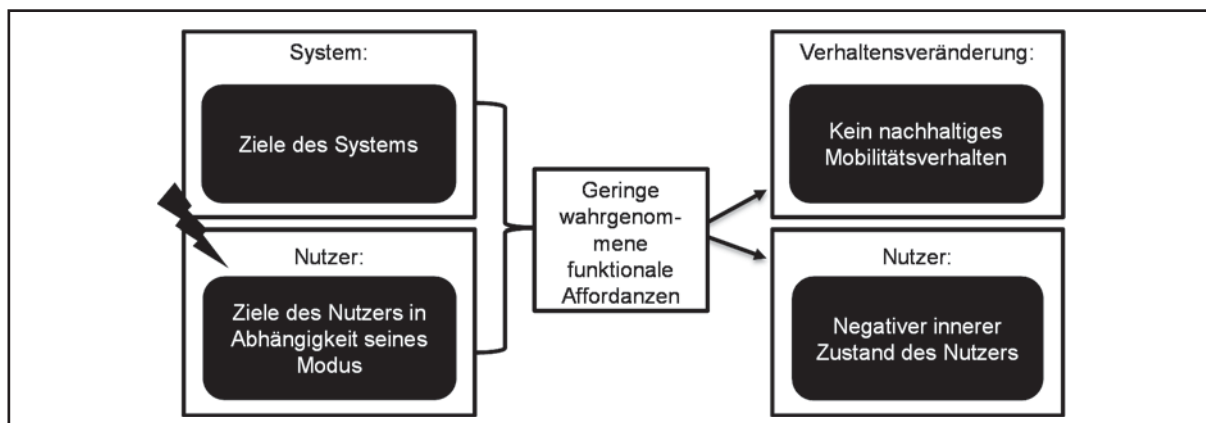 System:
Ziele des Systems
Nutzer:
Ziele des Nutzers in
Abhängigkeit seines
Modus
Geringe
wahrgenom-
mene
funktionale
Affordanzen
Verhaltensveränderung:
Kein nachhaltiges
Mobilitätsverhalten
Nutzer:
Negativer innerer
Zustand des Nutzers